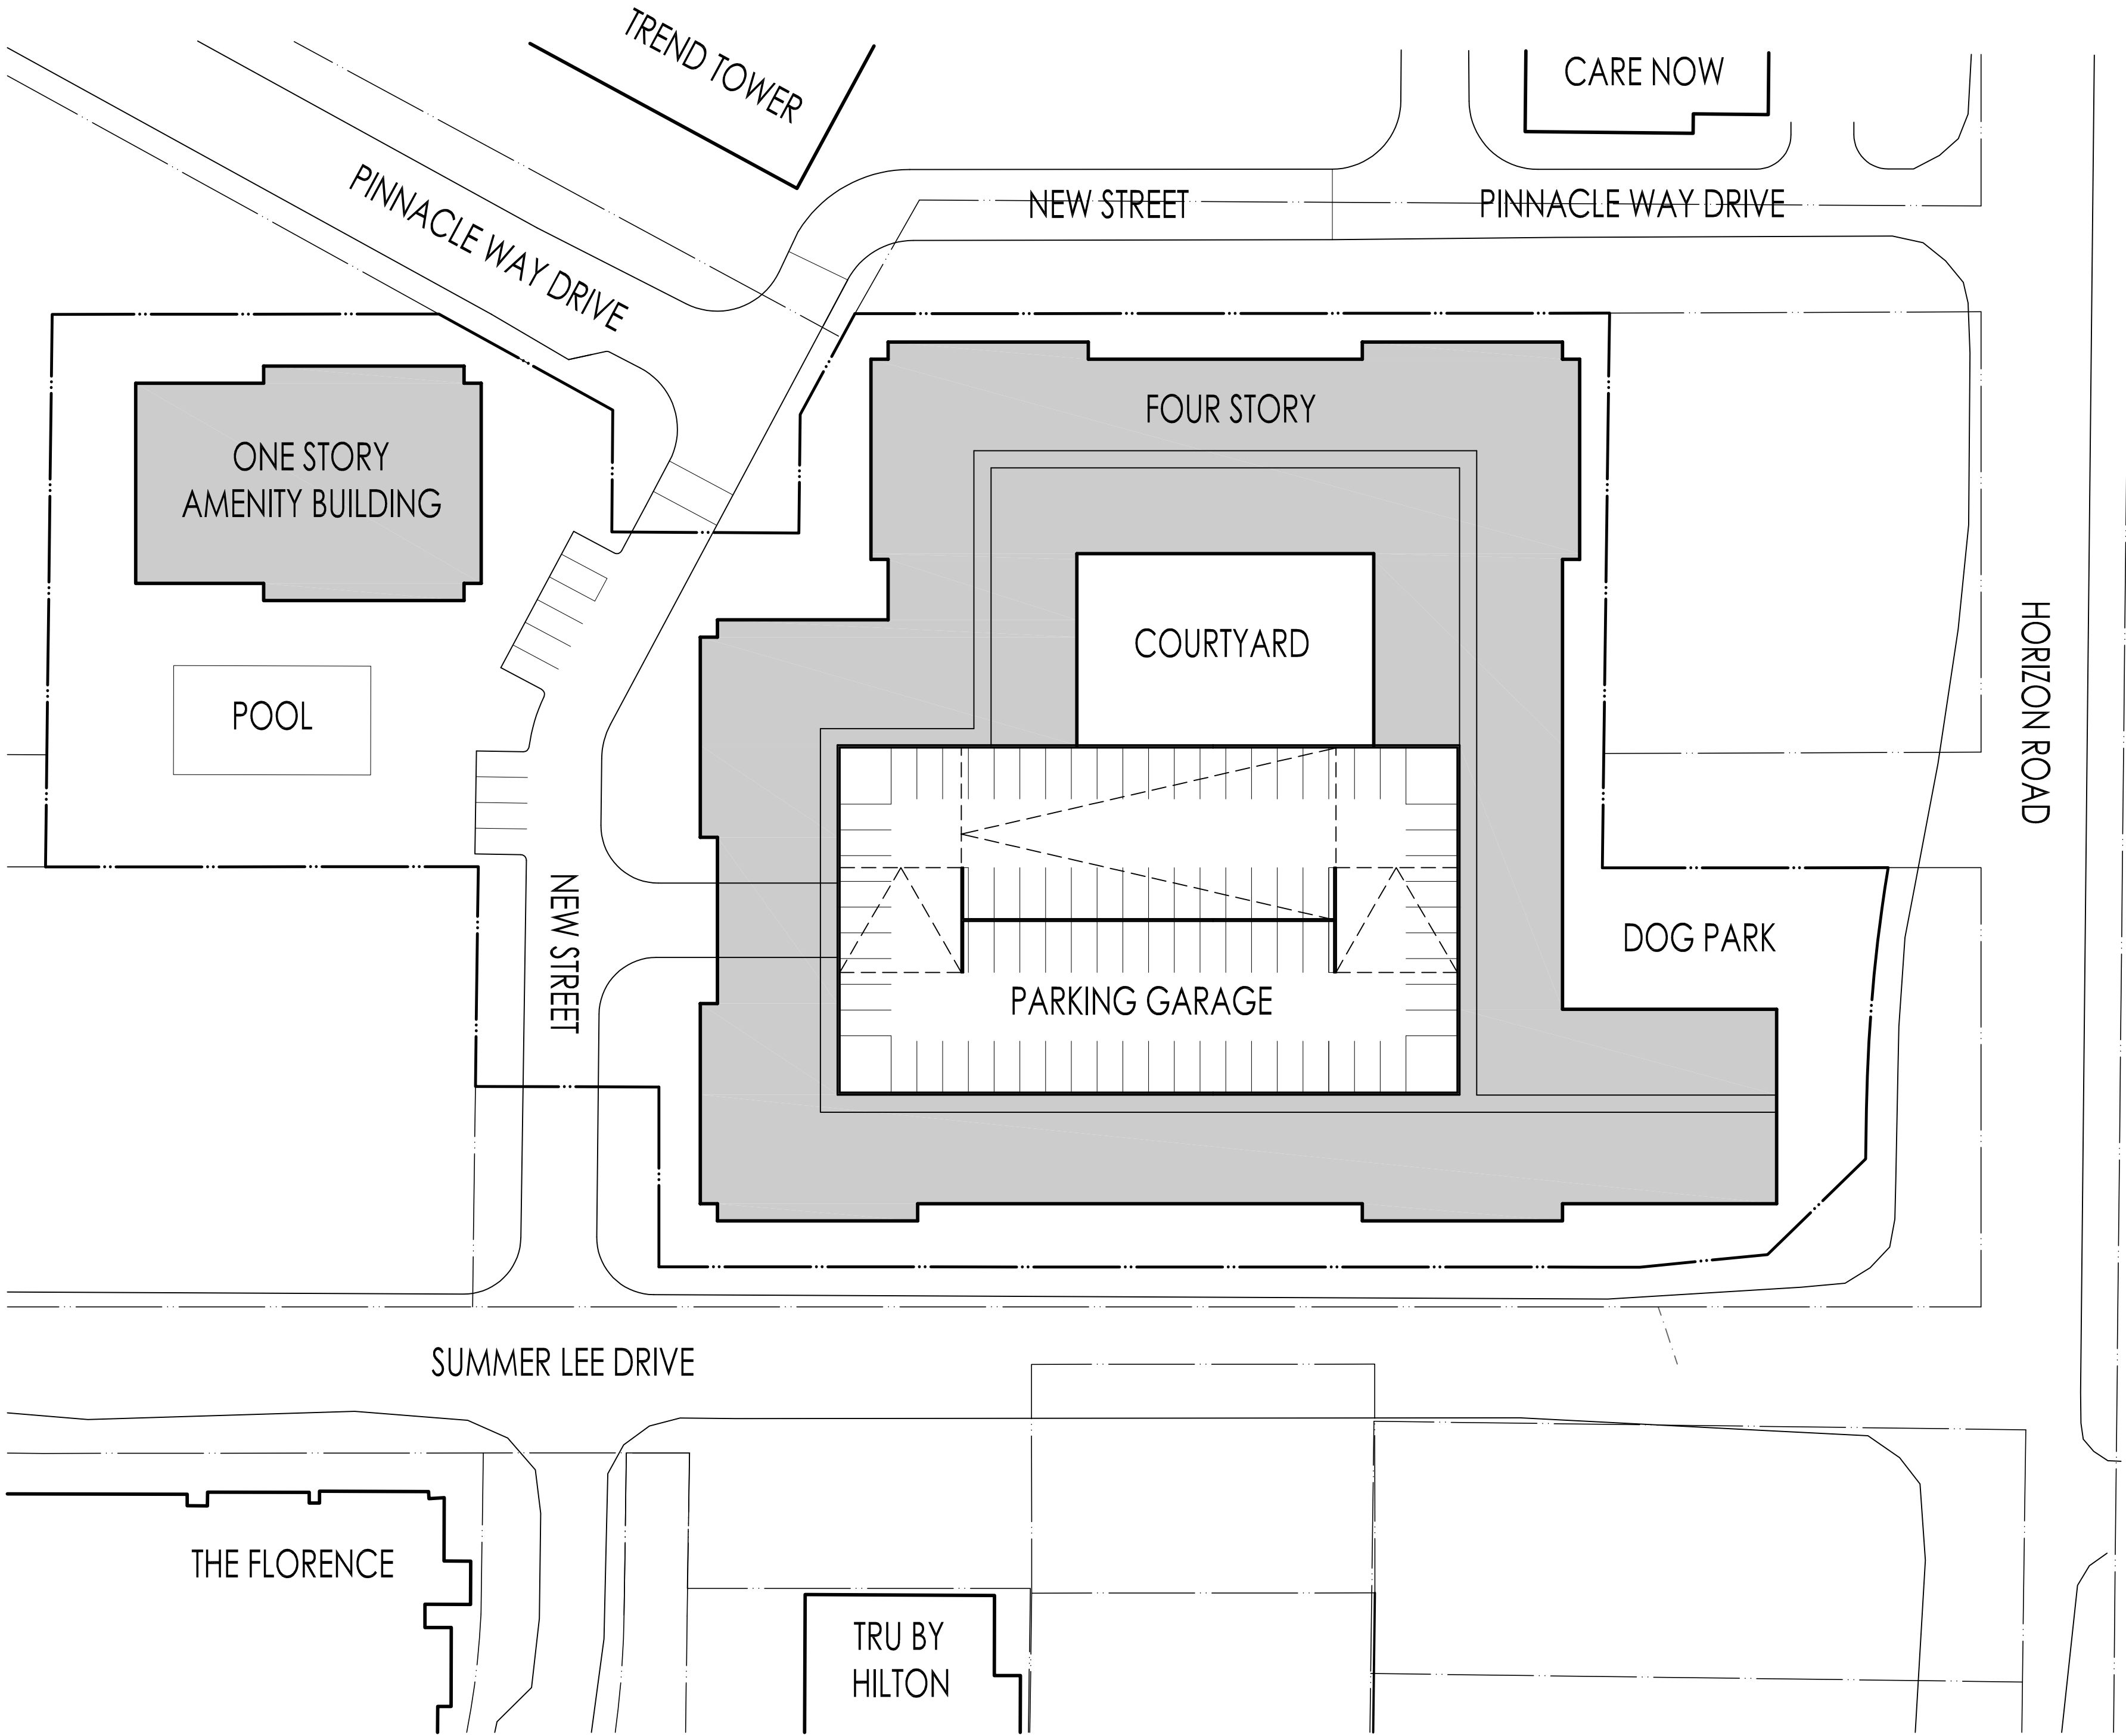 TREND TOWER
CARE NOW
PINNACLE WAY DRIVE
NEW STREET
PINNACLE WAY DRIVE
FOUR STORY
ONE STORY
AMENITY BUILDING
COURTYARD
POOL
HORIZON ROAD
NEW STREET
DOG PARK
PARKING GARAGE
SUMMER LEE DRIVE
THE FLORENCE
TRU BY
HILTON